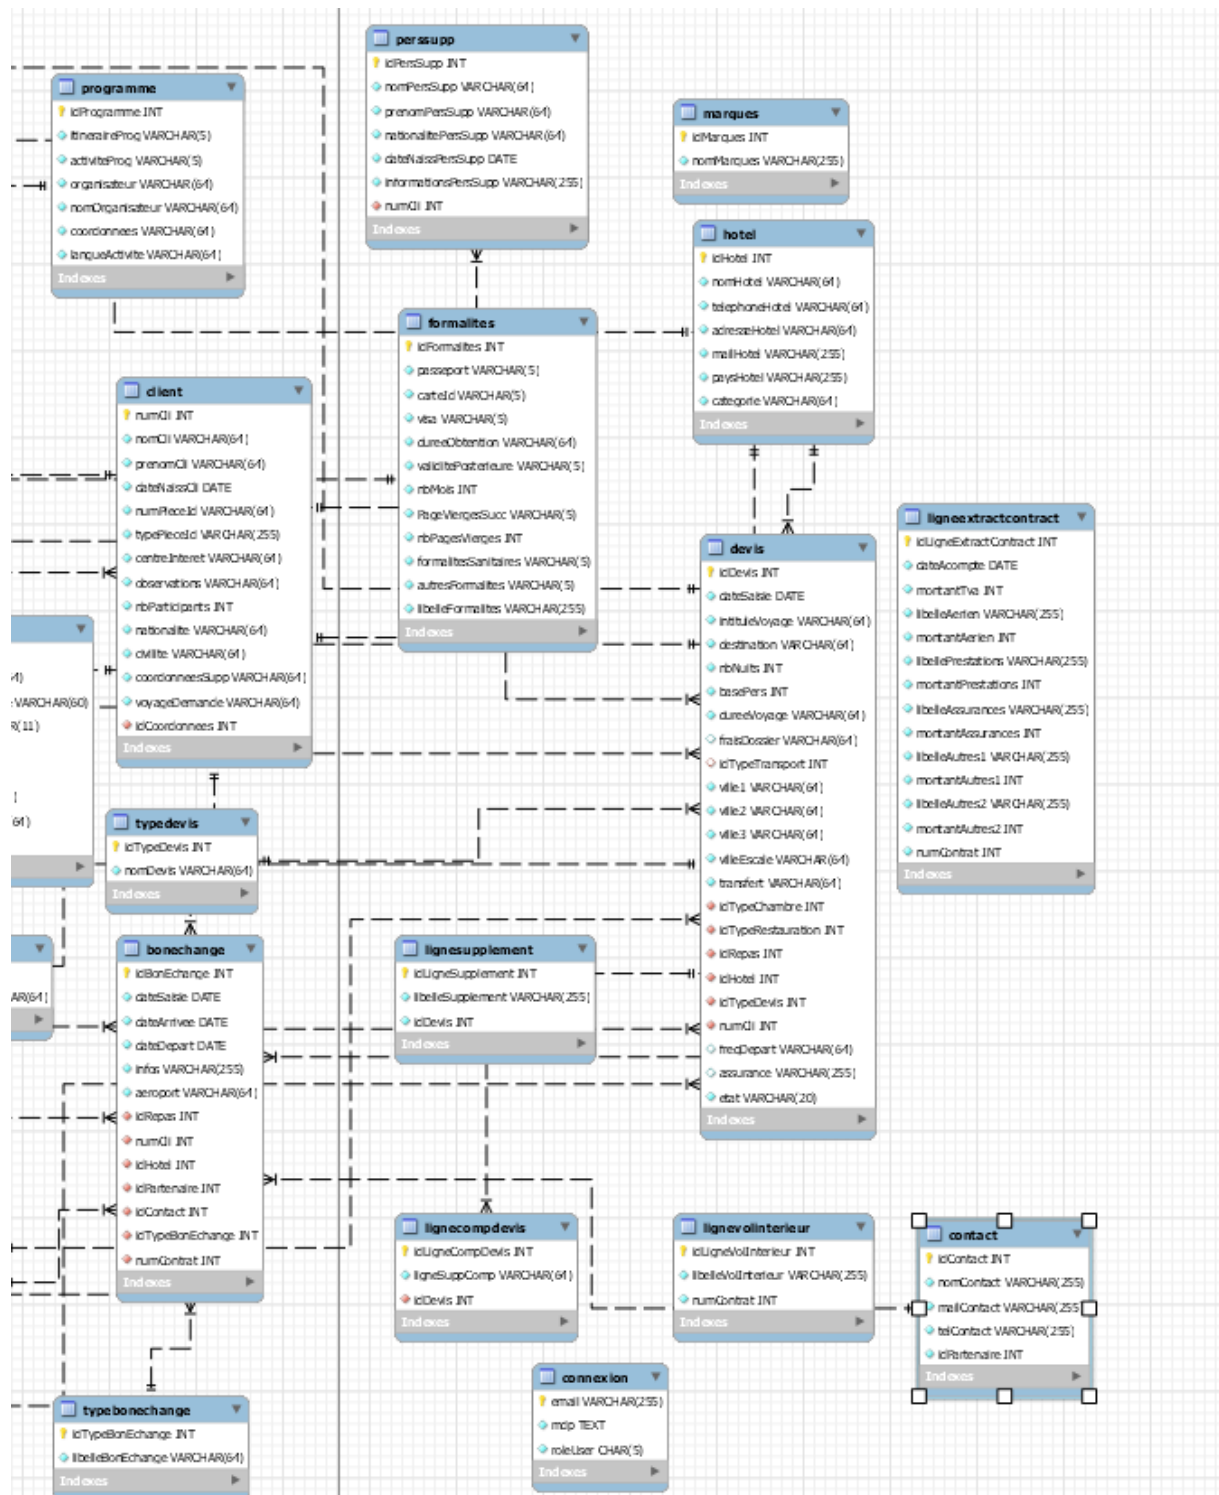 perssupp
idPersSupp INT
nomPersSupp VARCHAR(64)
prenomPersSupp VARCHAR(64)
nationalitePersSupp VARCHAR(64)
dateNaissPersSupp DATE
informationsPersSupp VARCHAR(255)
numCli INT
Indexes
programme
idProgramme INT
itineraireProg VARCHAR(5)
activiteProg VARCHAR(5)
organisateur VARCHAR(64)
nomOrganisateur VARCHAR(64)
coordonnees VARCHAR(64)
langueActivite VARCHAR(64)
Indexes
marques
idMarques INT
nomMarques VARCHAR(255)
Indexes
hotel
idHotel INT
nomHotel VARCHAR(64)
telephoneHotel VARCHAR(64)
adresseHotel VARCHAR(64)
mailHotel VARCHAR(255)
paysHotel VARCHAR(255)
categorie VARCHAR(64)
Indexes
formalites
idFormalites INT
passeport VARCHAR(5)
carteId VARCHAR(5)
visa VARCHAR(5)
dureeObtention VARCHAR(64)
validitePosterieure VARCHAR(5)
nbMois INT
PageViergesSucc VARCHAR(5)
nbPagesVierges INT
formalitesSanitaires VARCHAR(5)
autresFormalites VARCHAR(5)
libelleFormalites VARCHAR(255)
Indexes
client
numCli INT
nomCli VARCHAR(64)
prenomCli VARCHAR(64)
dateNaissCli DATE
numPieceId VARCHAR(64)
typePieceId VARCHAR(255)
centreInteret VARCHAR(64)
observations VARCHAR(64)
nbParticipants INT
nationalite VARCHAR(64)
civilite VARCHAR(64)
coordonneesSupp VARCHAR(64)
voyageDemande VARCHAR(64)
idCoordonnees INT
Indexes
VARCHAR(60)
R(11)
)
64)
AR(64)
ligneextractcontract
idLigneExtractContract INT
dateAcompte DATE
montantTva INT
libelleAerien VARCHAR(255)
montantAerien INT
libellePrestations VARCHAR(255)
montantPrestations INT
libelleAssurances VARCHAR(255)
montantAssurances INT
libelleAutres1 VARCHAR(255)
montantAutres1 INT
libelleAutres2 VARCHAR(255)
montantAutres2 INT
numContrat INT
Indexes
devis
idDevis INT
dateSaisie DATE
intituleVoyage VARCHAR(64)
destination VARCHAR(64)
nbNuits INT
basePers INT
dureeVoyage VARCHAR(64)
fraisDossier VARCHAR(64)
idTypeTransport INT
ville1 VARCHAR(64)
ville2 VARCHAR(64)
ville3 VARCHAR(64)
villeEscale VARCHAR(64)
transfert VARCHAR(64)
idTypeChambre INT
idTypeRestauration INT
idRepas INT
idHotel INT
idTypeDevis INT
numCli INT
freqDepart VARCHAR(64)
assurance VARCHAR(255)
etat VARCHAR(20)
Indexes
typedevis
idTypeDevis INT
nomDevis VARCHAR(64)
Indexes
bonechange
idBonEchange INT
dateSaisie DATE
dateArrivee DATE
dateDepart DATE
infos VARCHAR(255)
aeroport VARCHAR(64)
idRepas INT
numCli INT
idHotel INT
idPartenaire INT
idContact INT
idTypeBonEchange INT
numContrat INT
Indexes
lignesupplement
idLigneSupplement INT
libelleSupplement VARCHAR(255)
idDevis INT
Indexes
lignecompdevis
idLigneCompDevis INT
ligneSuppComp VARCHAR(64)
idDevis INT
Indexes
lignevolinterieur
idLigneVolInterieur INT
libelleVolInterieur VARCHAR(255)
numContrat INT
Indexes
contact
idContact INT
nomContact VARCHAR(255)
mailContact VARCHAR(255
telContact VARCHAR(255)
idPartenaire INT
Indexes
connexion
email VARCHAR(255)
mdp TEXT
roleUser CHAR(5)
Indexes
typebonechange
idTypeBonEchange INT
libelleBonEchange VARCHAR(64)
Indexes